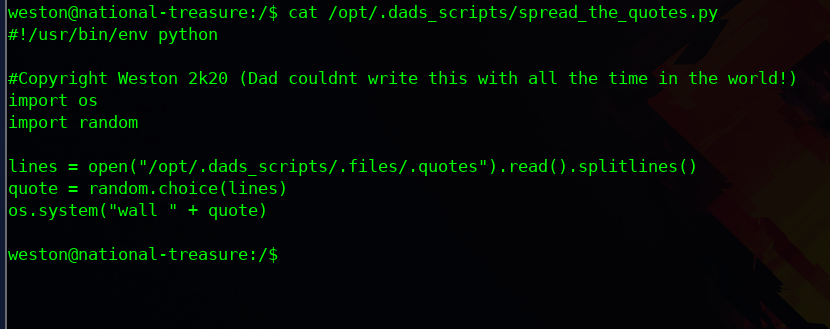 weston@national-treasure:/$ cat /opt/.dads_scripts/spread_the_quotes.py
#!/usr/bin/env python
#Copyright Weston 2k20 (Dad couldnt write this with all the time in the world!)
import os
import random
lines = open("/opt/.dads_scripts/.files/.quotes").read().splitlines()
quote = random.choice(lines)
os.system("wall " + quote)
weston@national-treasure:/$